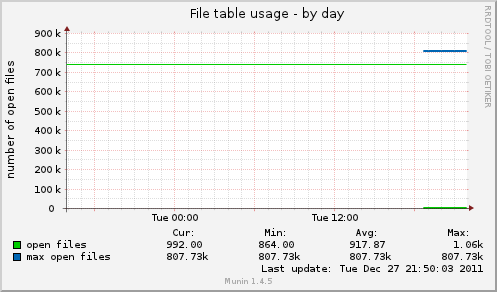 File table usage - by day
RRDTOOL / TOBI OETIKER
number of open files
900 k
800 k
700 k
600 k
500 k
400 k
300 k
200 k
100 k
0
Tue 00:00 Tue 12:00
Cur: Min: Avg: Max:
open files 992.00 864.00 917.87 1.06k
max open files 807.73k 807.73k 807.73k 807.73k
Last update: Tue Dec 27 21:50:03 2011
Munin 1.4.5